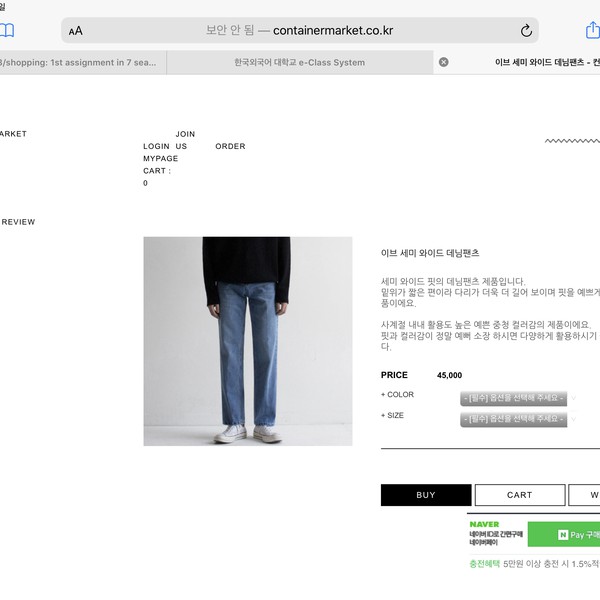 일
AA
보안 안 됨 — containermarket.co.kr
3/shopping: 1st assignment in 7 sea...
한국외국어 대학교 e-Class System
이브 세미 와이드 데님팬츠 - 컨
ARKET
JOIN
LOGIN US ORDER
MYPAGE
CART :
0
REVIEW
이브 세미 와이드 데님팬츠
세미 와이드 핏의 데님팬츠 제품입니다.
밑위가 짧은 편이라 다리가 더욱 더 길어 보이며 핏을 예쁘게
품이에요.
사계절 내내 활용도 높은 예쁜 중청 컬러감의 제품이에요.
핏과 컬러감이 정말 예뻐 소장 하시면 다양하게 활용하시기
다.
PRICE 45,000
+ COLOR - [필수] 옵션을 선택해 주세요 -
+ SIZE - [필수] 옵션을 선택해 주세요 -
BUY CART W
NAVER
네이버 ID로 간편구매
네이버페이
N Pay 구매
충전혜택 5만원 이상 충전 시 1.5%적